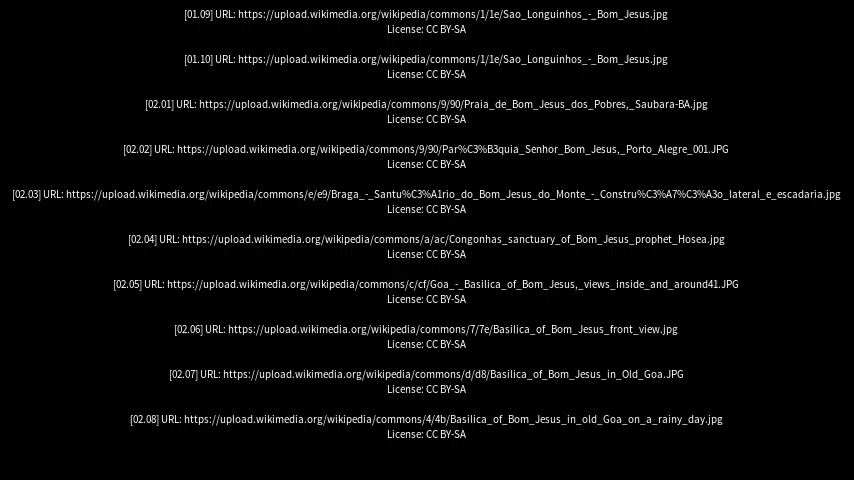 [01.09] URL: https://upload.wikimedia.org/wikipedia/commons/1/1e/Sao_Longuinhos_-_Bom_Jesus.jpg
License: CC BY-SA
[01.10] URL: https://upload.wikimedia.org/wikipedia/commons/1/1e/Sao_Longuinhos_-_Bom_Jesus.jpg
License: CC BY-SA
[02.01] URL: https://upload.wikimedia.org/wikipedia/commons/9/90/Praia_de_Bom_Jesus_dos_Pobres,_Saubara-BA.jpg
License: CC BY-SA
[02.02] URL: https://upload.wikimedia.org/wikipedia/commons/9/90/Par%C3%B3quia_Senhor_Bom_Jesus,_Porto_Alegre_001.JPG
License: CC BY-SA
[02.03] URL: https://upload.wikimedia.org/wikipedia/commons/e/e9/Braga_-_Santu%C3%A1rio_do_Bom_Jesus_do_Monte_-_Constru%C3%A7%C3%A3o_lateral_e_escadaria.jpg
License: CC BY-SA
[02.04] URL: https://upload.wikimedia.org/wikipedia/commons/a/ac/Congonhas_sanctuary_of_Bom_Jesus_prophet_Hosea.jpg
License: CC BY-SA
[02.05] URL: https://upload.wikimedia.org/wikipedia/commons/c/cf/Goa_-_Basilica_of_Bom_Jesus,_views_inside_and_around41.JPG
License: CC BY-SA
[02.06] URL: https://upload.wikimedia.org/wikipedia/commons/7/7e/Basilica_of_Bom_Jesus_front_view.jpg
License: CC BY-SA
[02.07] URL: https://upload.wikimedia.org/wikipedia/commons/d/d8/Basilica_of_Bom_Jesus_in_Old_Goa.JPG
License: CC BY-SA
[02.08] URL: https://upload.wikimedia.org/wikipedia/commons/4/4b/Basilica_of_Bom_Jesus_in_old_Goa_on_a_rainy_day.jpg
License: CC BY-SA